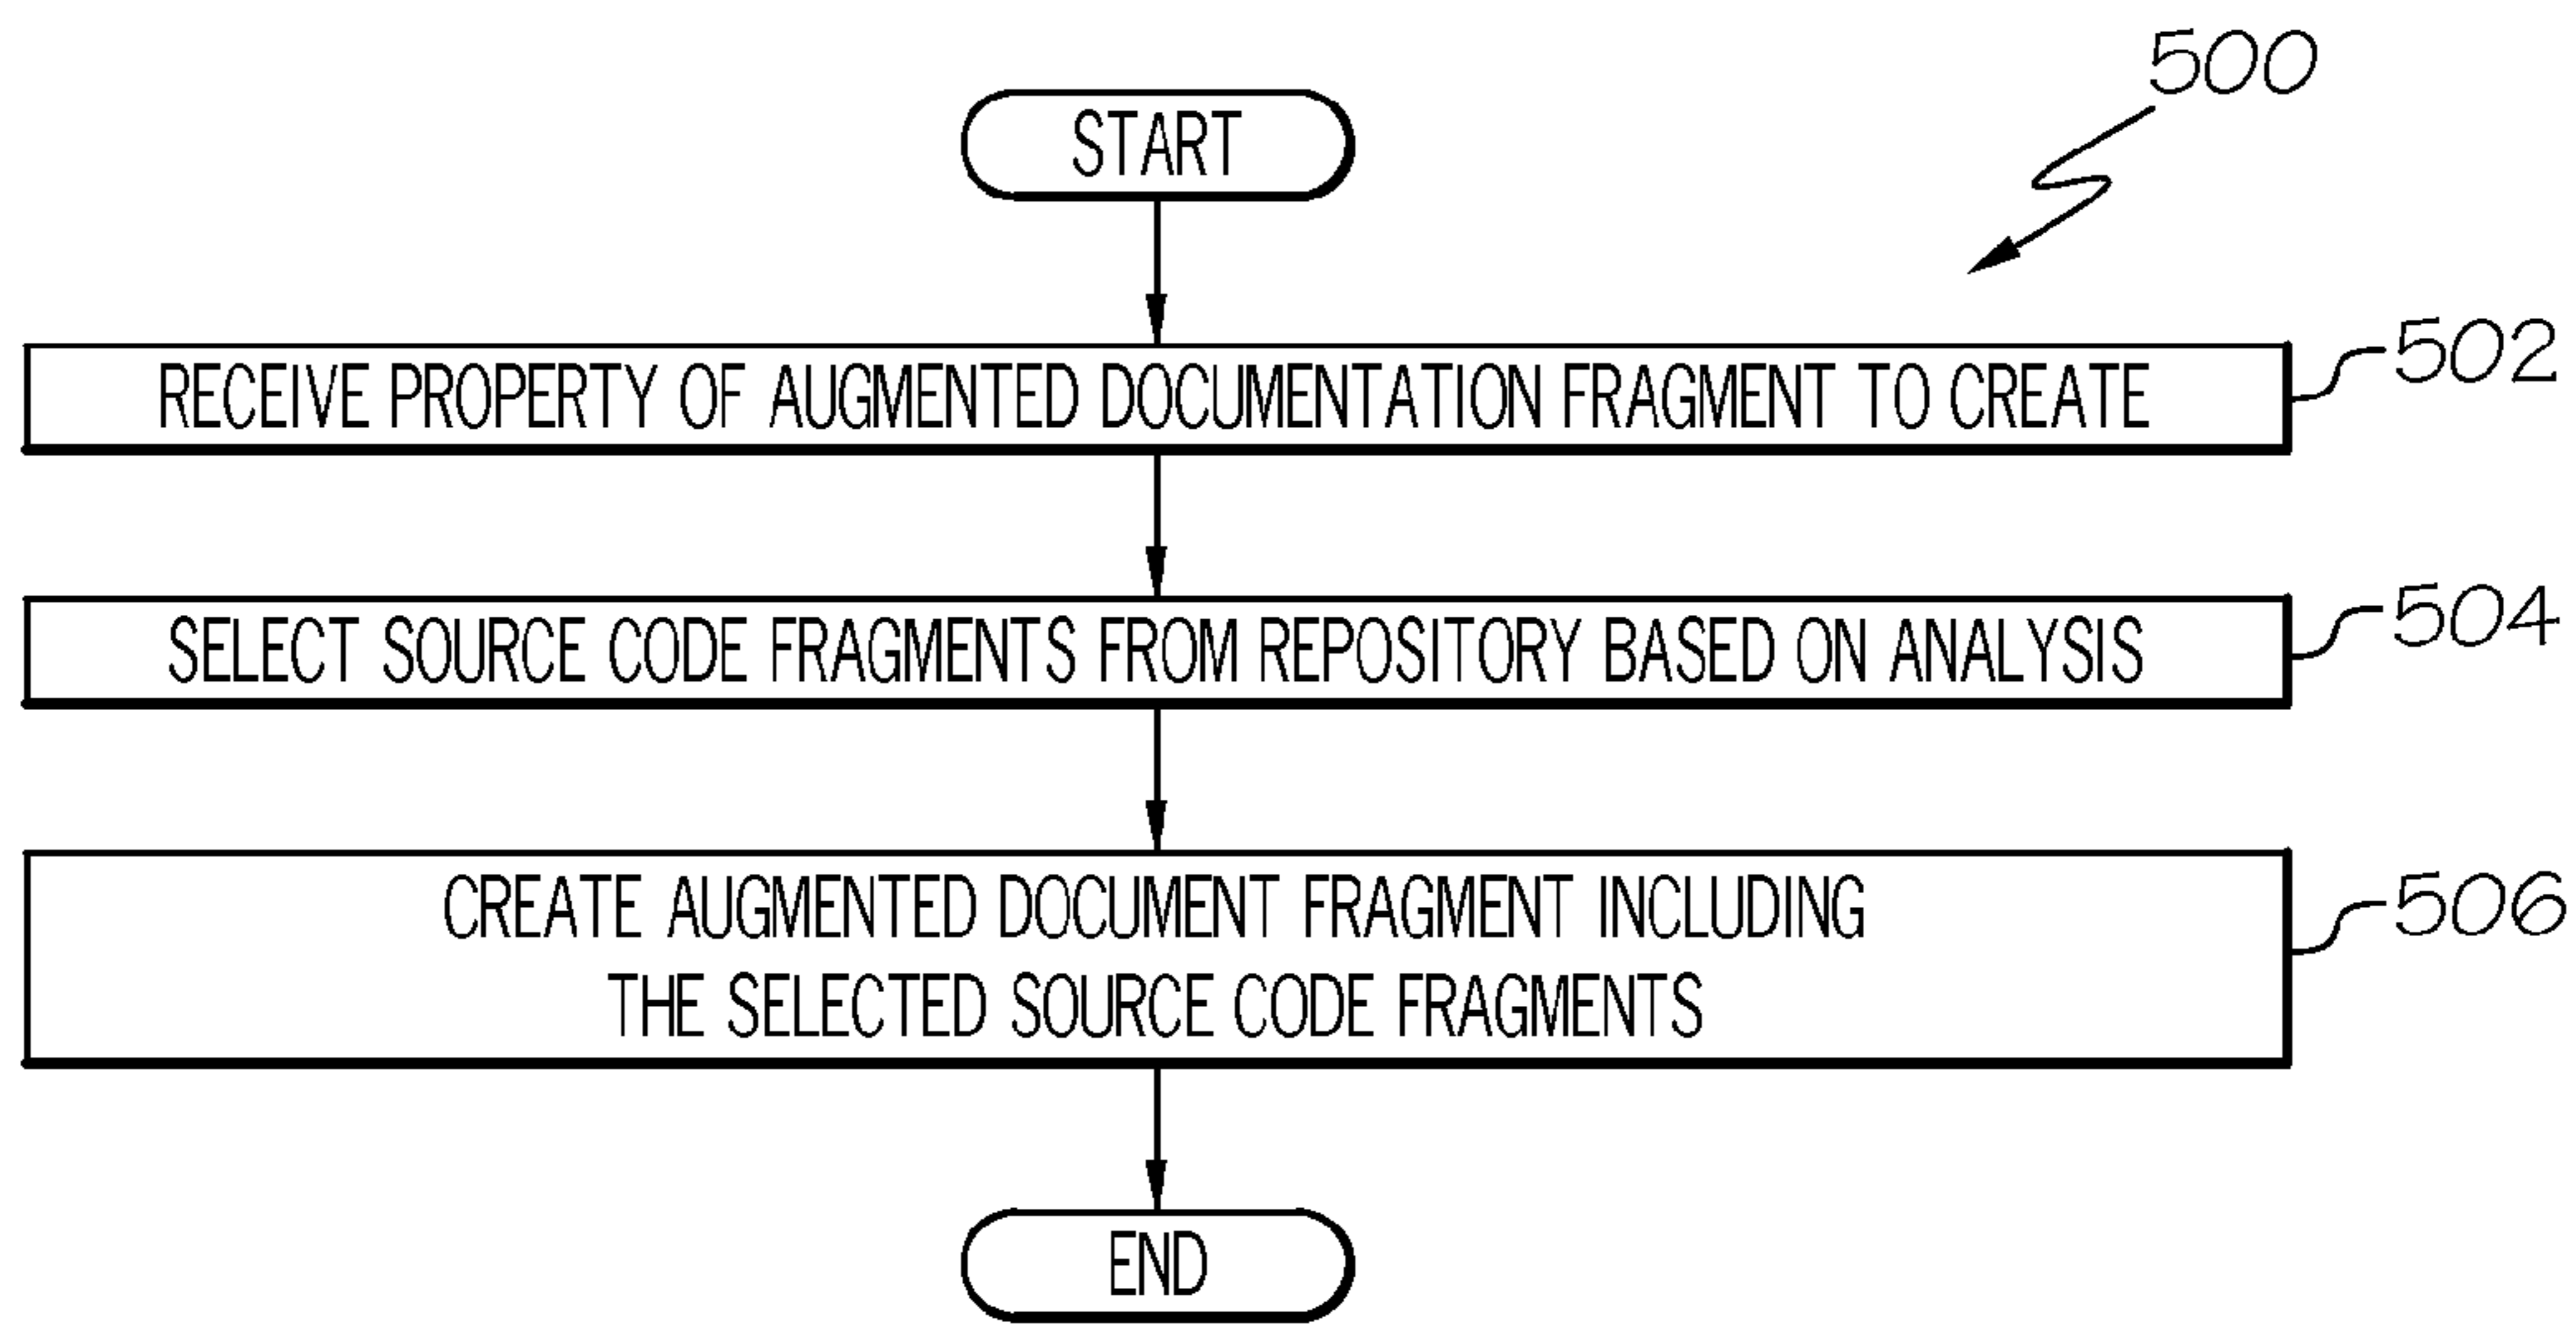 500
START
RECEIVE PROPERTY OF AUGMENTED DOCUMENTATION FRAGMENT TO CREATE
502
SELECT SOURCE CODE FRAGMENTS FROM REPOSITORY BASED ON ANALYSIS
504
CREATE AUGMENTED DOCUMENT FRAGMENT INCLUDING
THE SELECTED SOURCE CODE FRAGMENTS
506
END